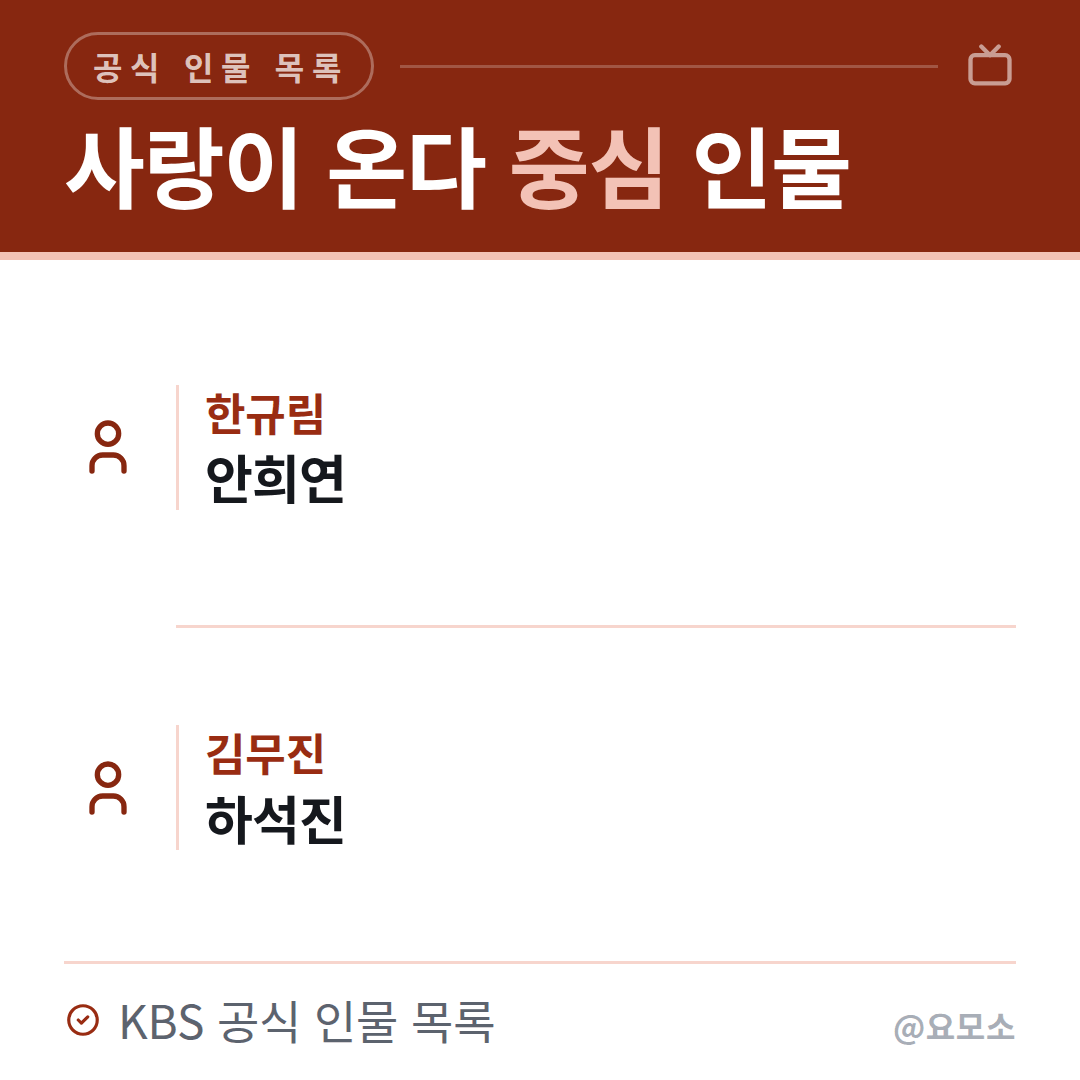 공식 인물 목록
사랑이 온다 중심 인물
한규림
안희연
김무진
하석진
KBS 공식 인물 목록
@요모소